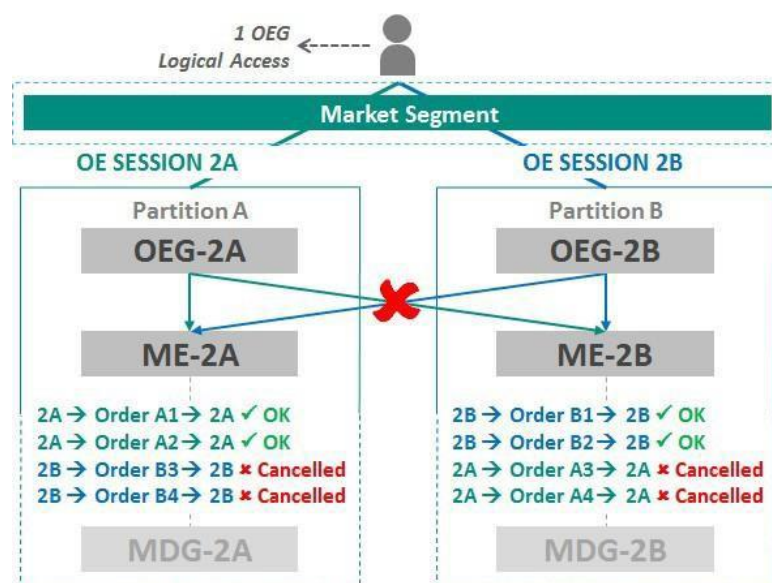 1 OEG
Logical Access
Market Segment
OE SESSION 2A
OE SESSION 2B
Partition A
OEG-2A
ME-2A
2A → Order A1 → 2A ✓ OK
2A → Order A2 → 2A ✓ OK
2B → Order B3 → 2B ✘ Cancelled
2B → Order B4 → 2B ✘ Cancelled
MDG-2A
Partition B
OEG-2B
ME-2B
2B → Order B1 → 2B ✓ OK
2B → Order B2 → 2B ✓ OK
2A → Order A3 → 2A ✘ Cancelled
2A → Order A4 → 2A ✘ Cancelled
MDG-2B